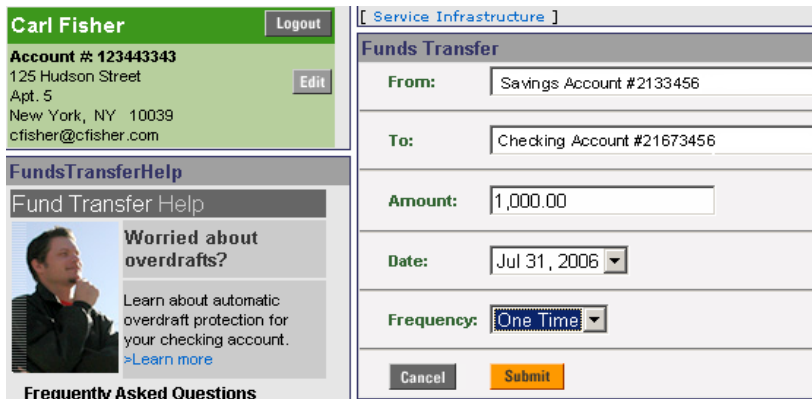 Carl Fisher
Logout
Account #: 123443343
125 Hudson Street
Edit
Apt. 5
New York, NY 10039
cfisher@cfisher.com
FundsTransferHelp
Fund Transfer Help
Worried about
overdrafts?
Learn about automatic
overdraft protection for
your checking account.
>Learn more
Frequently Asked Questions
[ Service Infrastructure ]
Funds Transfer
From: Savings Account #2133456
To: Checking Account #21673456
Amount: 1,000.00
Date: Jul 31, 2006
Frequency: One Time
Cancel Submit